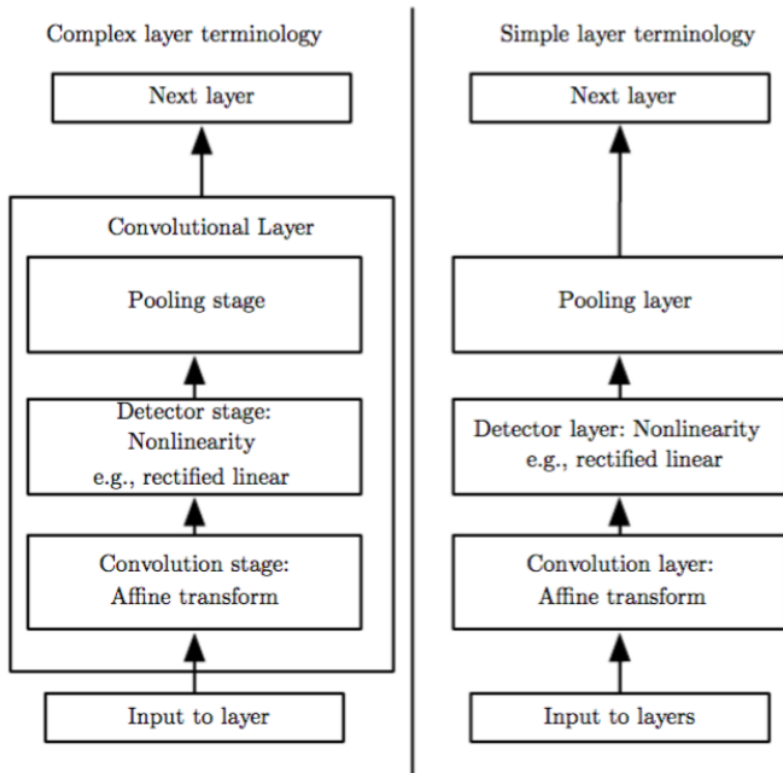 Complex layer terminology
Next layer
Convolutional Layer
Pooling stage
Detector stage:
Nonlinearity
e.g., rectified linear
Convolution stage:
Affine transform
Input to layer
Simple layer terminology
Next layer
Pooling layer
Detector layer: Nonlinearity
e.g., rectified linear
Convolution layer:
Affine transform
Input to layers